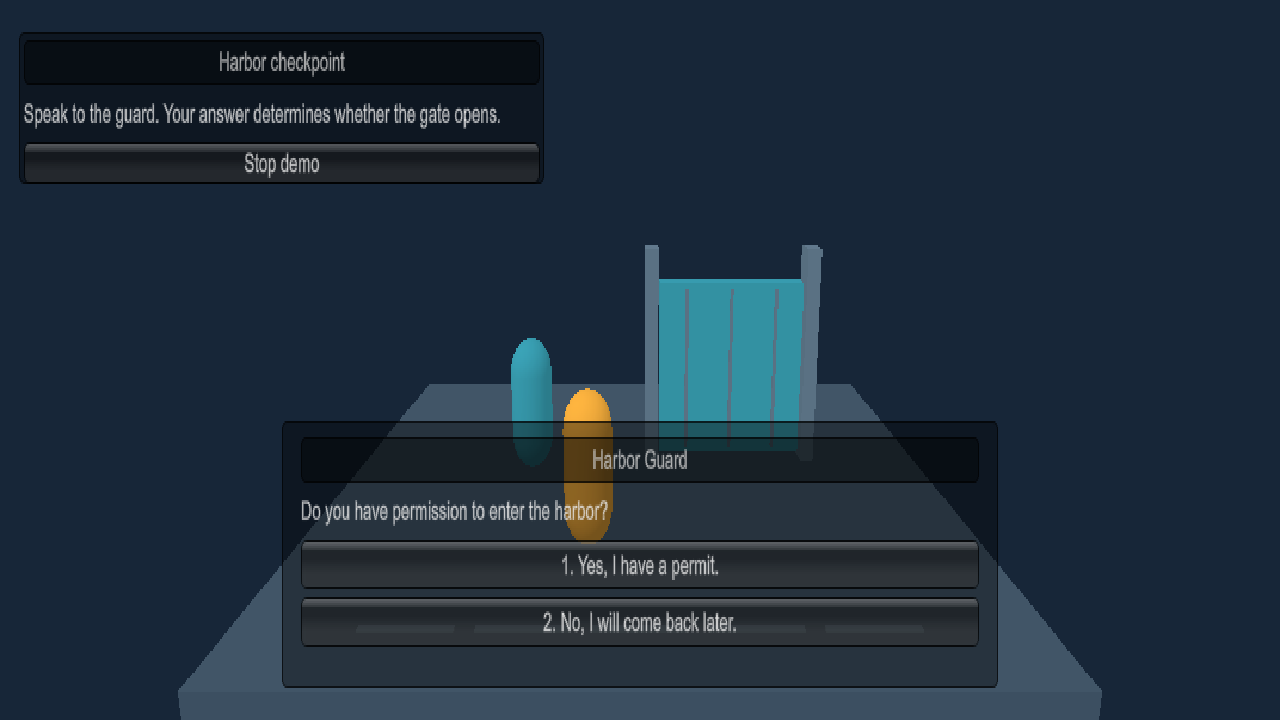 Harbor checkpoint
Speak to the guard. Your answer determines whether the gate opens.
Stop demo
Harbor Guard
Do you have permission to enter the harbor?
1. Yes, I have a permit.
2. No, I will come back later.